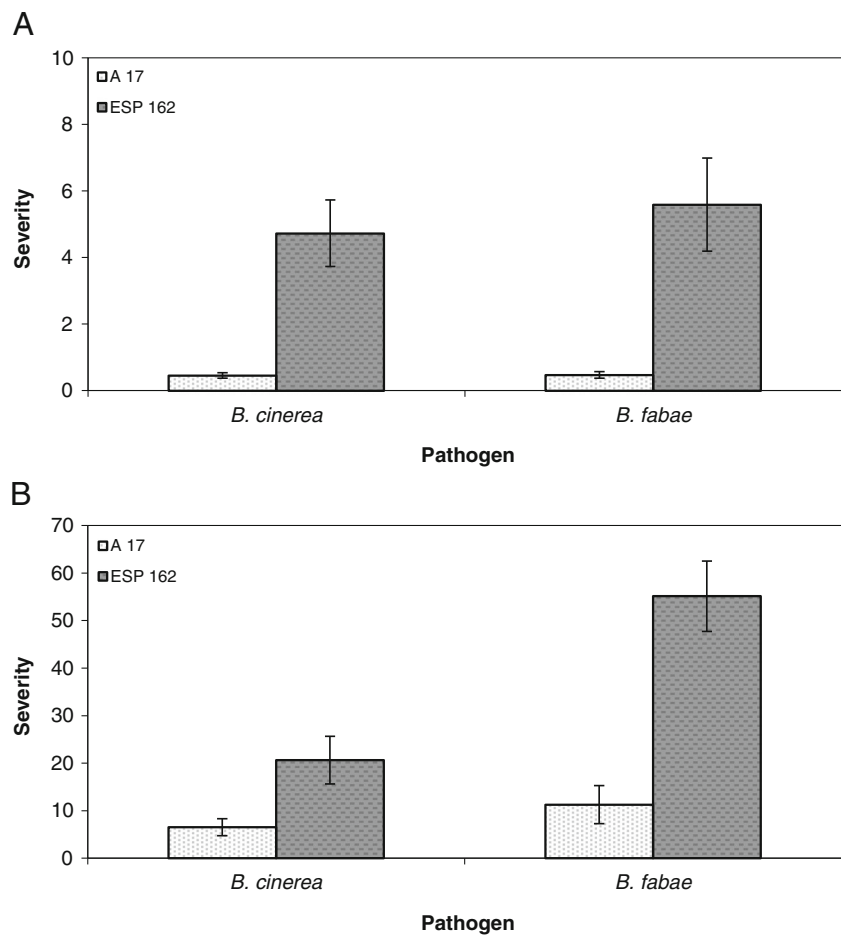 A
10
8
6
4
2
0
Severity
A 17
ESP 162
B. cinerea
B. fabae
Pathogen
B
70
60
50
40
30
20
10
0
Severity
A 17
ESP 162
B. cinerea
B. fabae
Pathogen